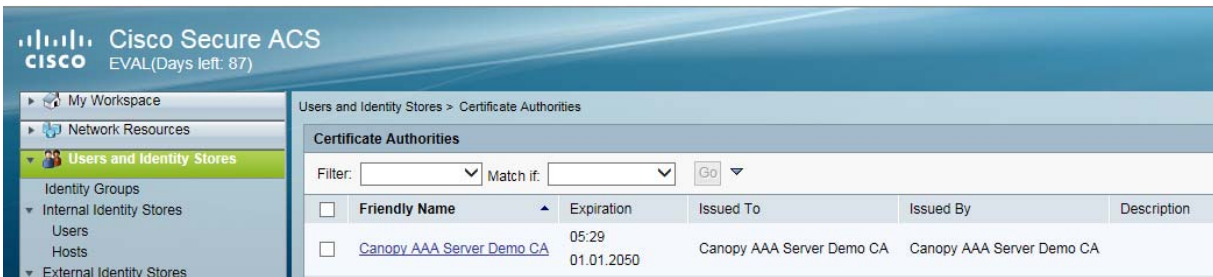 Cisco Secure ACS
CISCO EVAL(Days left: 87)
My Workspace
Network Resources
Users and Identity Stores
Identity Groups
Internal Identity Stores
Users
Hosts
External Identity Stores
Users and Identity Stores > Certificate Authorities
Certificate Authorities
Filter: Match if: Go
Friendly Name Expiration Issued To Issued By Description
Canopy AAA Server Demo CA 05:29 01.01.2050 Canopy AAA Server Demo CA Canopy AAA Server Demo CA